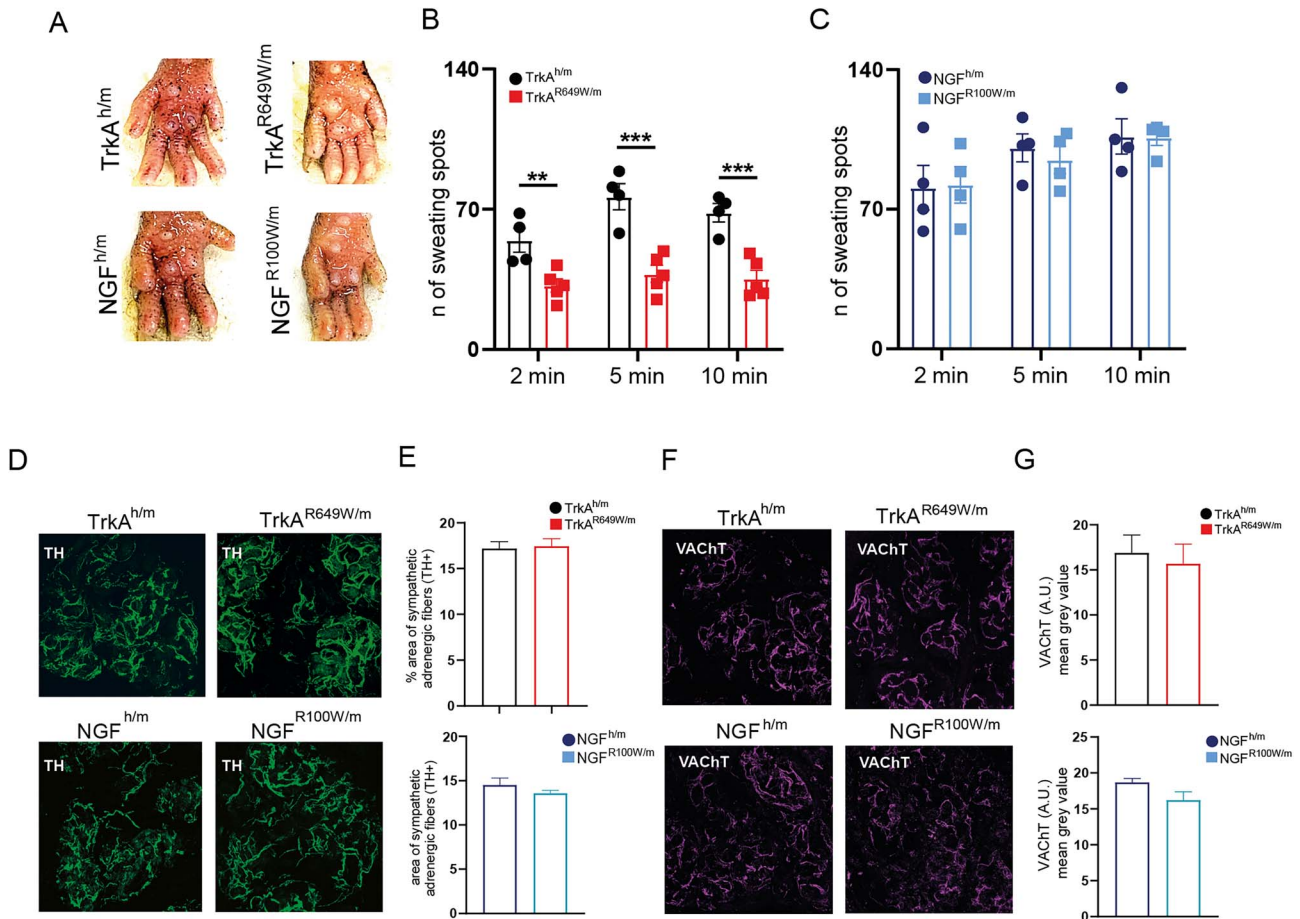 A
TrkA h/m
TrkA R649W/m
NGF h/m
NGF R100W/m
B
140
70
0
n of sweating spots
TrkA h/m
TrkA R649W/m
**
***
***
2 min
5 min
10 min
C
140
70
0
n of sweating spots
NGF h/m
NGF R100W/m
2 min
5 min
10 min
D
TrkA h/m
TrkA R649W/m
TH
NGF h/m
NGF R100W/m
TH
TH
E
TrkA h/m
TrkA R649W/m
20
15
10
5
0
% area of sympathetic
adrenergic fibers (TH+)
NGF h/m
NGF R100W/m
20
15
10
5
0
area of sympathetic
adrenergic fibers (TH+)
F
TrkA h/m
TrkA R649W/m
VAChT
VAChT
NGF h/m
NGF R100W/m
VAChT
VAChT
G
TrkA h/m
TrkA R649W/m
20
15
10
5
0
VAChT (A.U.)
mean grey value
NGF h/m
NGF R100W/m
25
20
15
10
5
0
VAChT (A.U.)
mean grey value